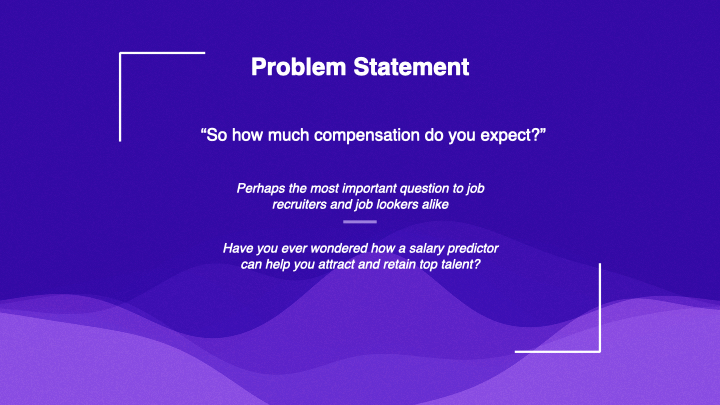 Problem Statement
“So how much compensation do you expect?”
Perhaps the most important question to job
recruiters and job lookers alike
Have you ever wondered how a salary predictor
can help you attract and retain top talent?